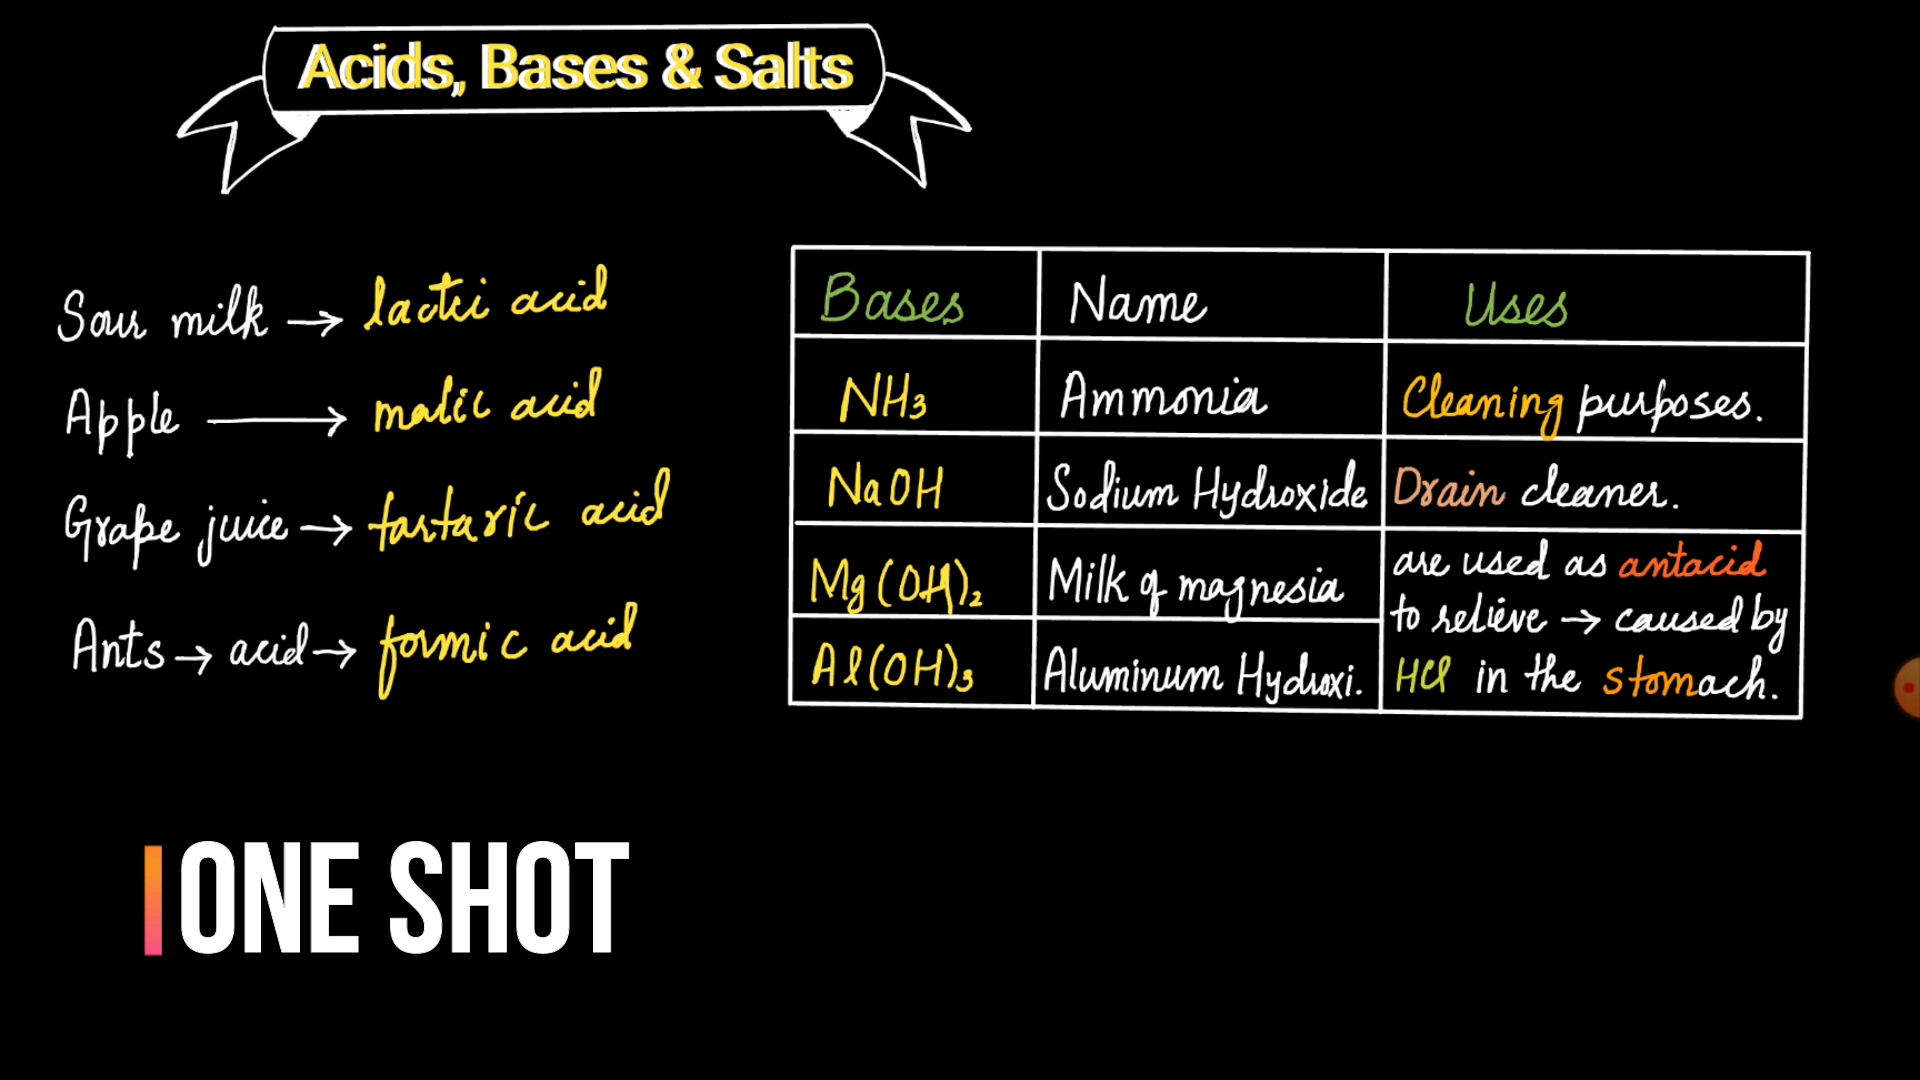 Acids, Bases & Salts
Sour milk → lactic acid
Apple → malic acid
Grape juice → tartaric acid
Ants → acid → formic acid
Bases Name Uses
NH3 Ammonia Cleaning purposes.
NaOH Sodium Hydroxide Drain cleaner.
Mg(OH)2 Milk of magnesia
Al(OH)3 Aluminum Hydroxi.
are used as antacid
to relieve → caused by
HCl in the stomach.
ONE SHOT